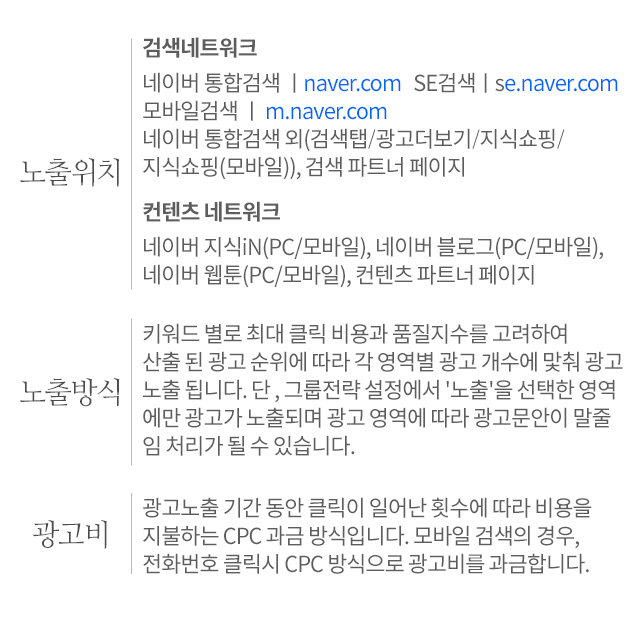 노출위치
검색네트워크
네이버 통합검색 ㅣnaver.com SE검색ㅣse.naver.com
모바일검색 ㅣ m.naver.com
네이버 통합검색 외(검색탭/광고더보기/지식쇼핑/
지식쇼핑(모바일)), 검색 파트너 페이지
컨텐츠 네트워크
네이버 지식iN(PC/모바일), 네이버 블로그(PC/모바일),
네이버 웹툰(PC/모바일), 컨텐츠 파트너 페이지
노출방식
키워드 별로 최대 클릭 비용과 품질지수를 고려하여
산출 된 광고 순위에 따라 각 영역별 광고 개수에 맞춰 광고
노출 됩니다. 단 , 그룹전략 설정에서 '노출'을 선택한 영역
에만 광고가 노출되며 광고 영역에 따라 광고문안이 말줄
임 처리가 될 수 있습니다.
광고비
광고노출 기간 동안 클릭이 일어난 횟수에 따라 비용을
지불하는 CPC 과금 방식입니다. 모바일 검색의 경우,
전화번호 클릭시 CPC 방식으로 광고비를 과금합니다.